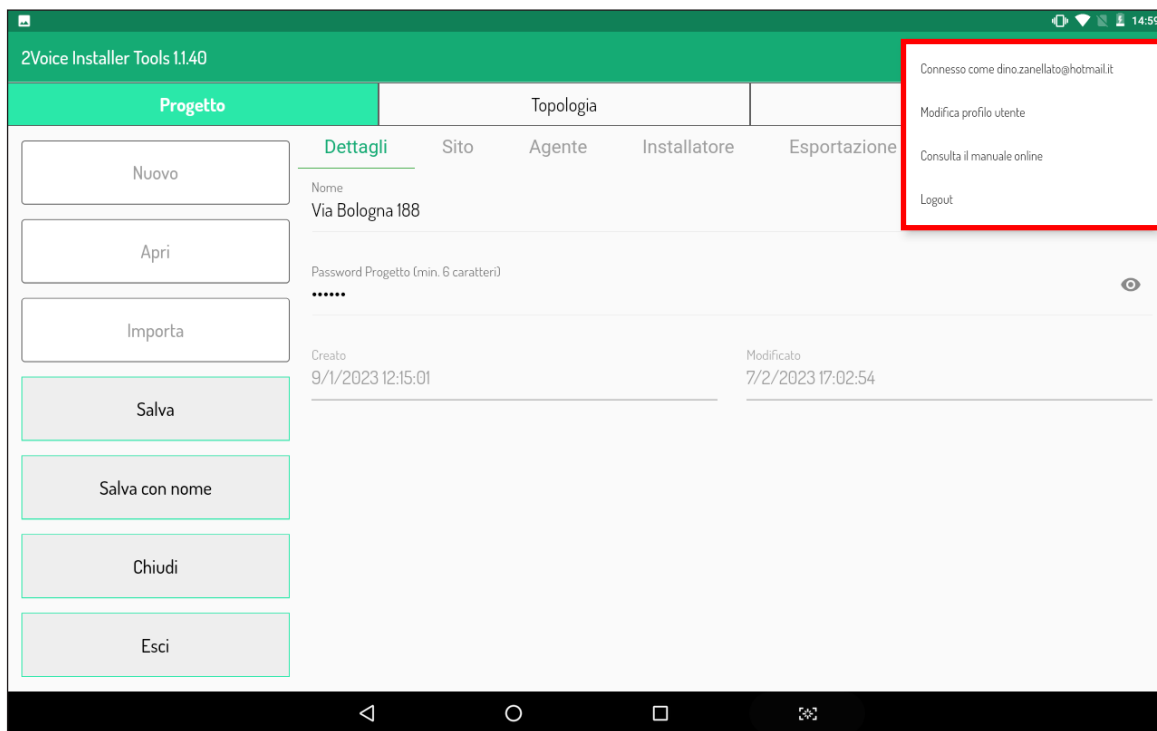 14:59
2Voice Installer Tools 1.1.40
Connesso come dino.zanellato@hotmail.it
Modifica profilo utente
Consulta il manuale online
Logout
Progetto
Topologia
Nuovo
Apri
Importa
Salva
Salva con nome
Chiudi
Esci
Dettagli
Sito
Agente
Installatore
Esportazione
Nome
Via Bologna 188
Password Progetto (min. 6 caratteri)
••••••
Creato
9/1/2023 12:15:01
Modificato
7/2/2023 17:02:54